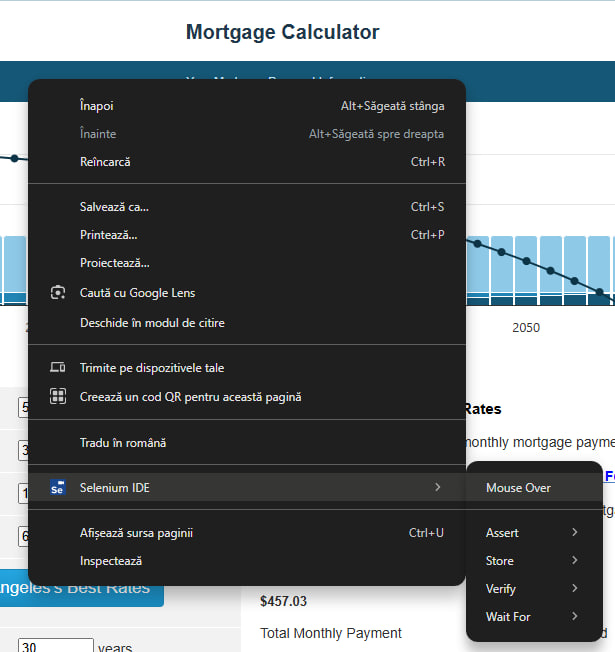 Mortgage Calculator
Înapoi Alt+Săgeată stânga
Înainte Alt+Săgeată spre dreapta
Reîncarcă Ctrl+R
Salvează ca... Ctrl+S
Printează... Ctrl+P
Proiectează...
Caută cu Google Lens
Deschide în modul de citire
2050
Trimite pe dispozitivele tale
Creează un cod QR pentru această pagină
Rates
Tradu în română
monthly mortgage payme
Selenium IDE
Se
Mouse Over
Afișează sursa paginii Ctrl+U
Assert
Inspectează
Store
ngeles's Best Rates
Verify
$457.03
Wait For
Total Monthly Payment
30 years